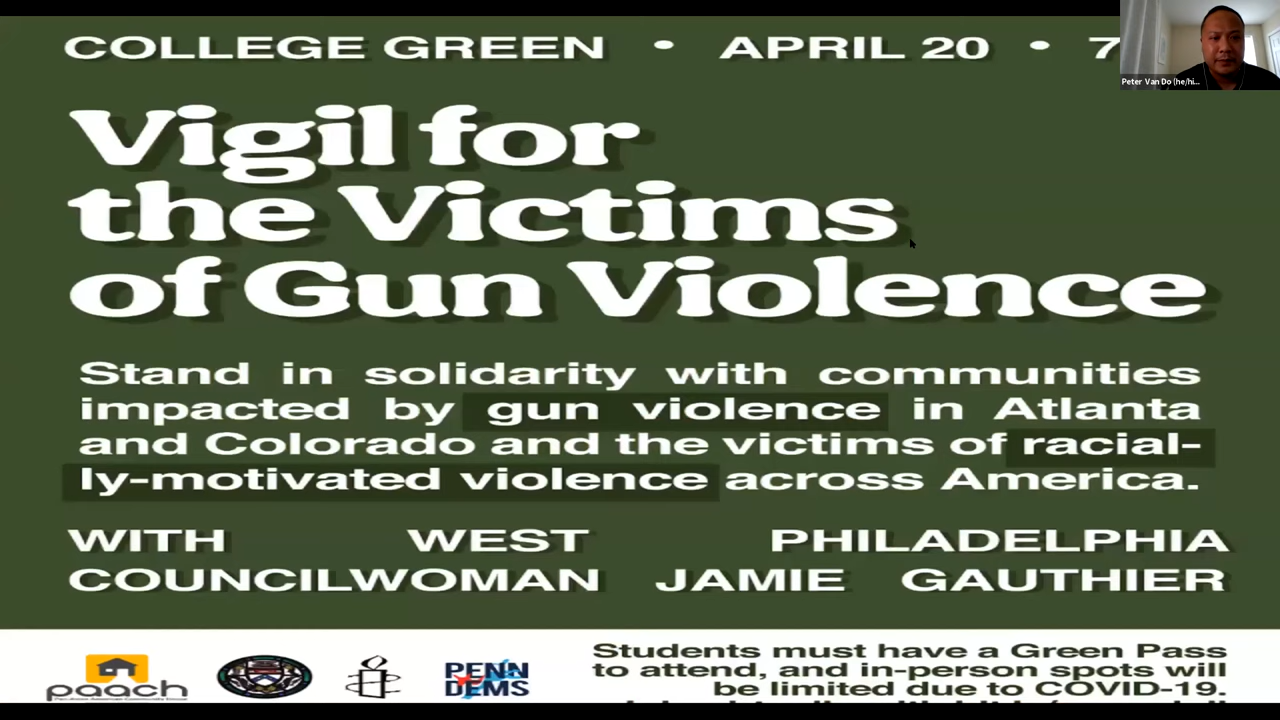 COLLEGE GREEN • APRIL 20 • 7
Peter Van Do (he/hi...
Vigil for
the Victims
of Gun Violence
Stand in solidarity with communities
impacted by gun violence in Atlanta
and Colorado and the victims of racial-
ly-motivated violence across America.
WITH WEST PHILADELPHIA
COUNCILWOMAN JAMIE GAUTHIER
paach
PENN
DEMS
Students must have a Green Pass
to attend, and in-person spots will
be limited due to COVID-19.